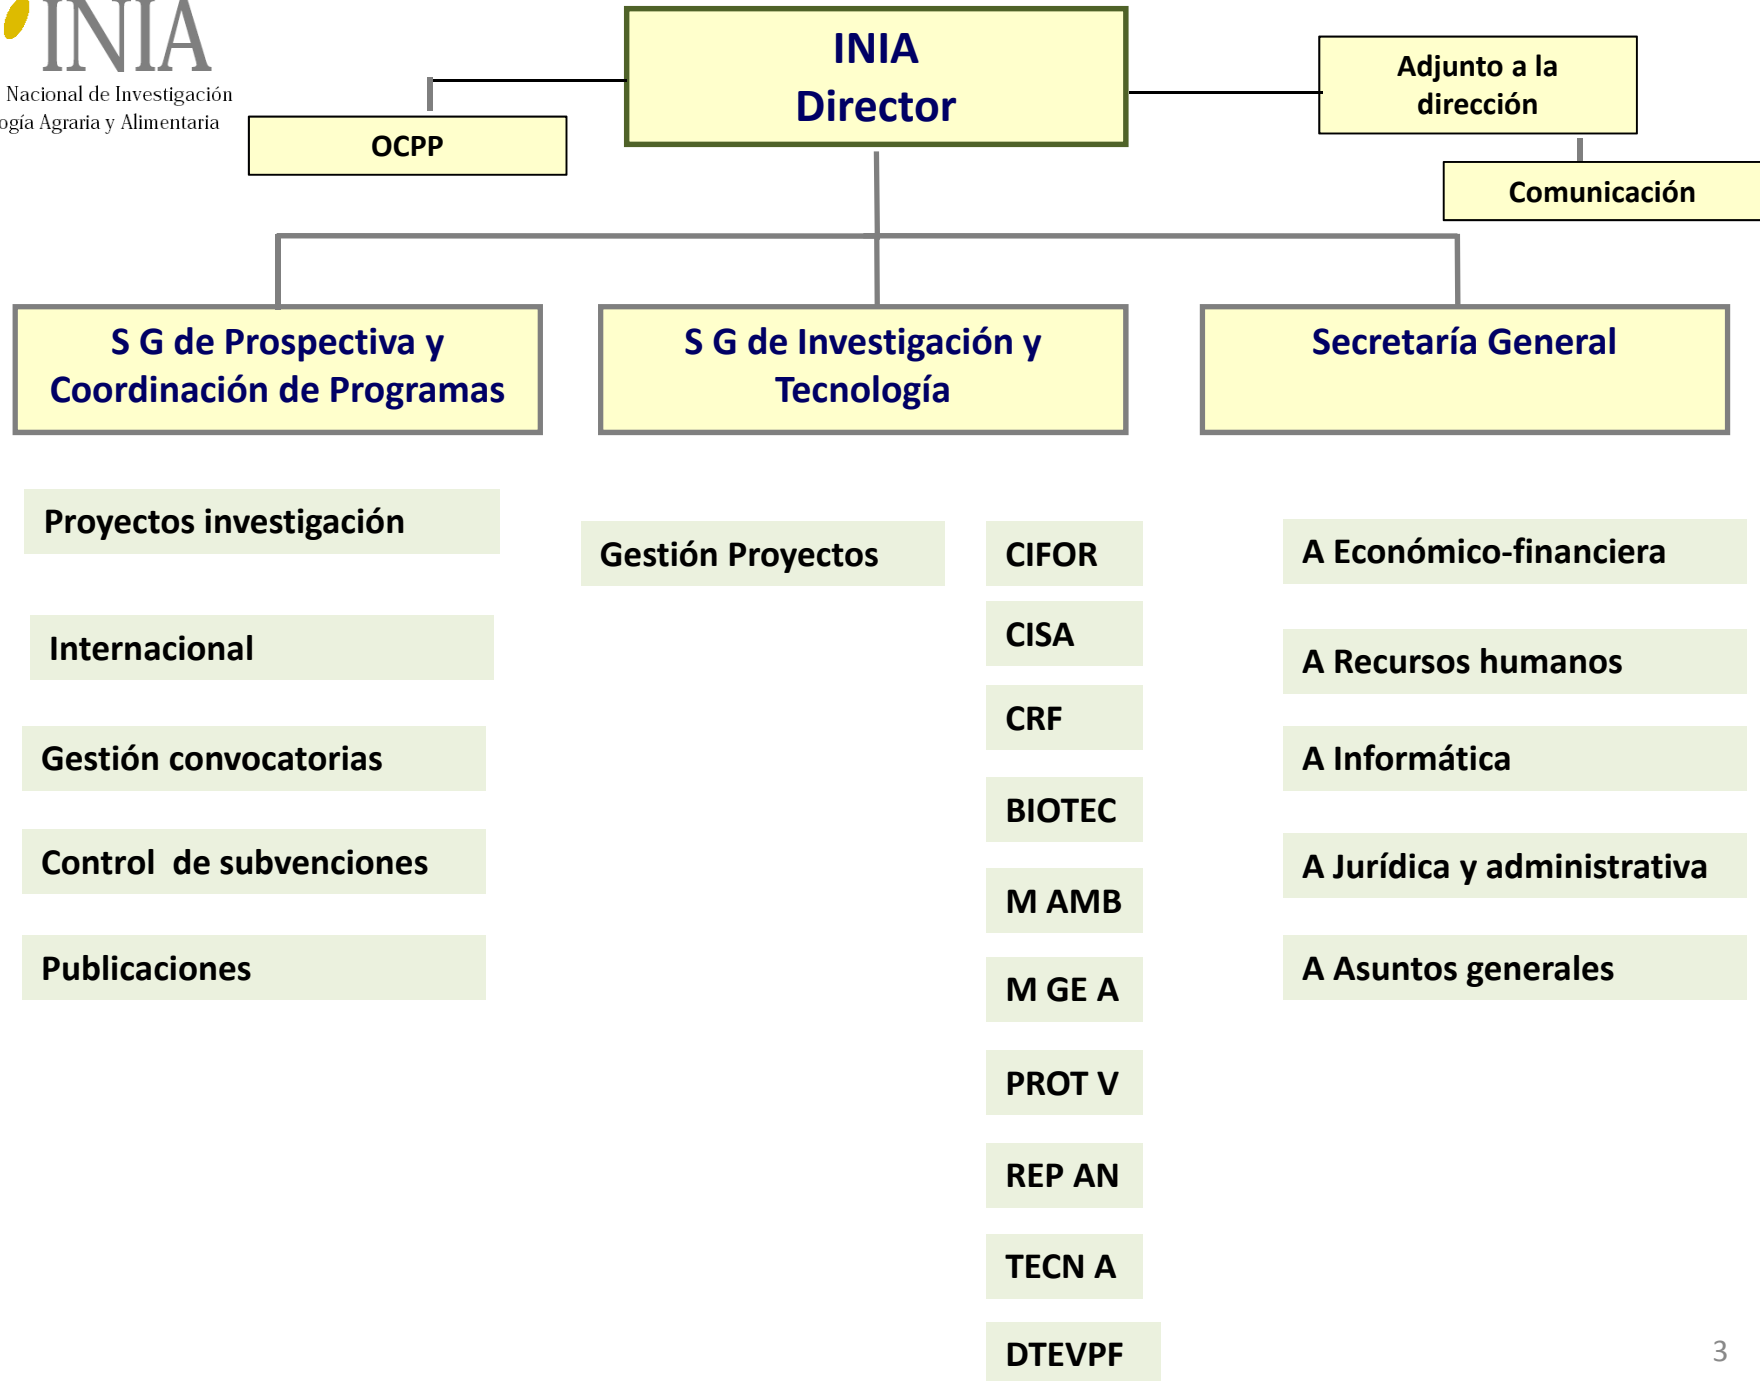 INIA
Nacional de Investigación
ogía Agraria y Alimentaria
INIA
Director
OCPP
Adjunto a la
dirección
Comunicación
S G de Prospectiva y
Coordinación de Programas
S G de Investigación y
Tecnología
Secretaría General
Proyectos investigación
Internacional
Gestión convocatorias
Control de subvenciones
Publicaciones
Gestión Proyectos
CIFOR
CISA
CRF
BIOTEC
M AMB
M GE A
PROT V
REP AN
TECN A
DTEVPF
A Económico-financiera
A Recursos humanos
A Informática
A Jurídica y administrativa
A Asuntos generales
3